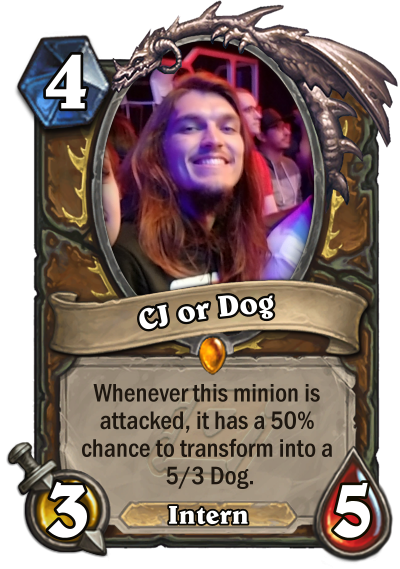 4
CJ or Dog
Whenever this minion is
attacked, it has a 50%
chance to transform into a
5/3 Dog.
3
Intern
5